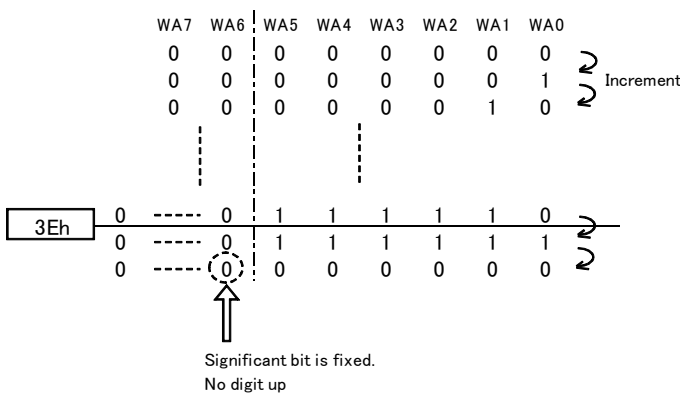 WA7 WA6 WA5 WA4 WA3 WA2 WA1 WA0
0 0 0 0 0 0 0 0
0 0 0 0 0 0 0 1
Increment
0 0 0 0 0 0 1 0
3Eh
0 0 1 1 1 1 1 0
0 0 1 1 1 1 1 1
0 0 0 0 0 0 0 0
Significant bit is fixed.
No digit up